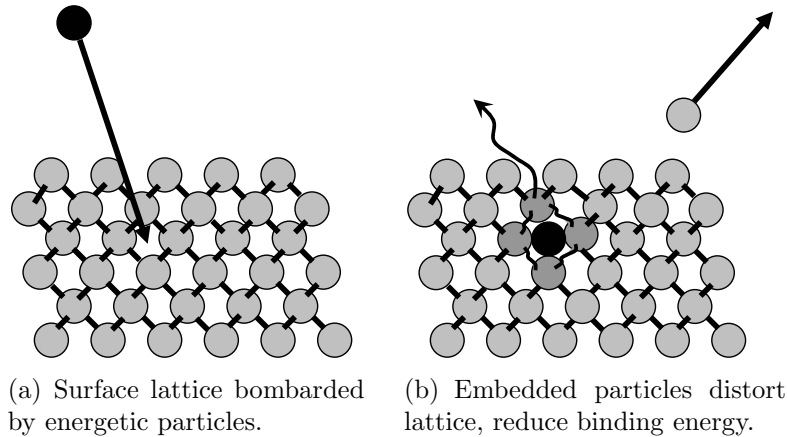 (a) Surface lattice bombarded
by energetic particles.
(b) Embedded particles distort
lattice, reduce binding energy.